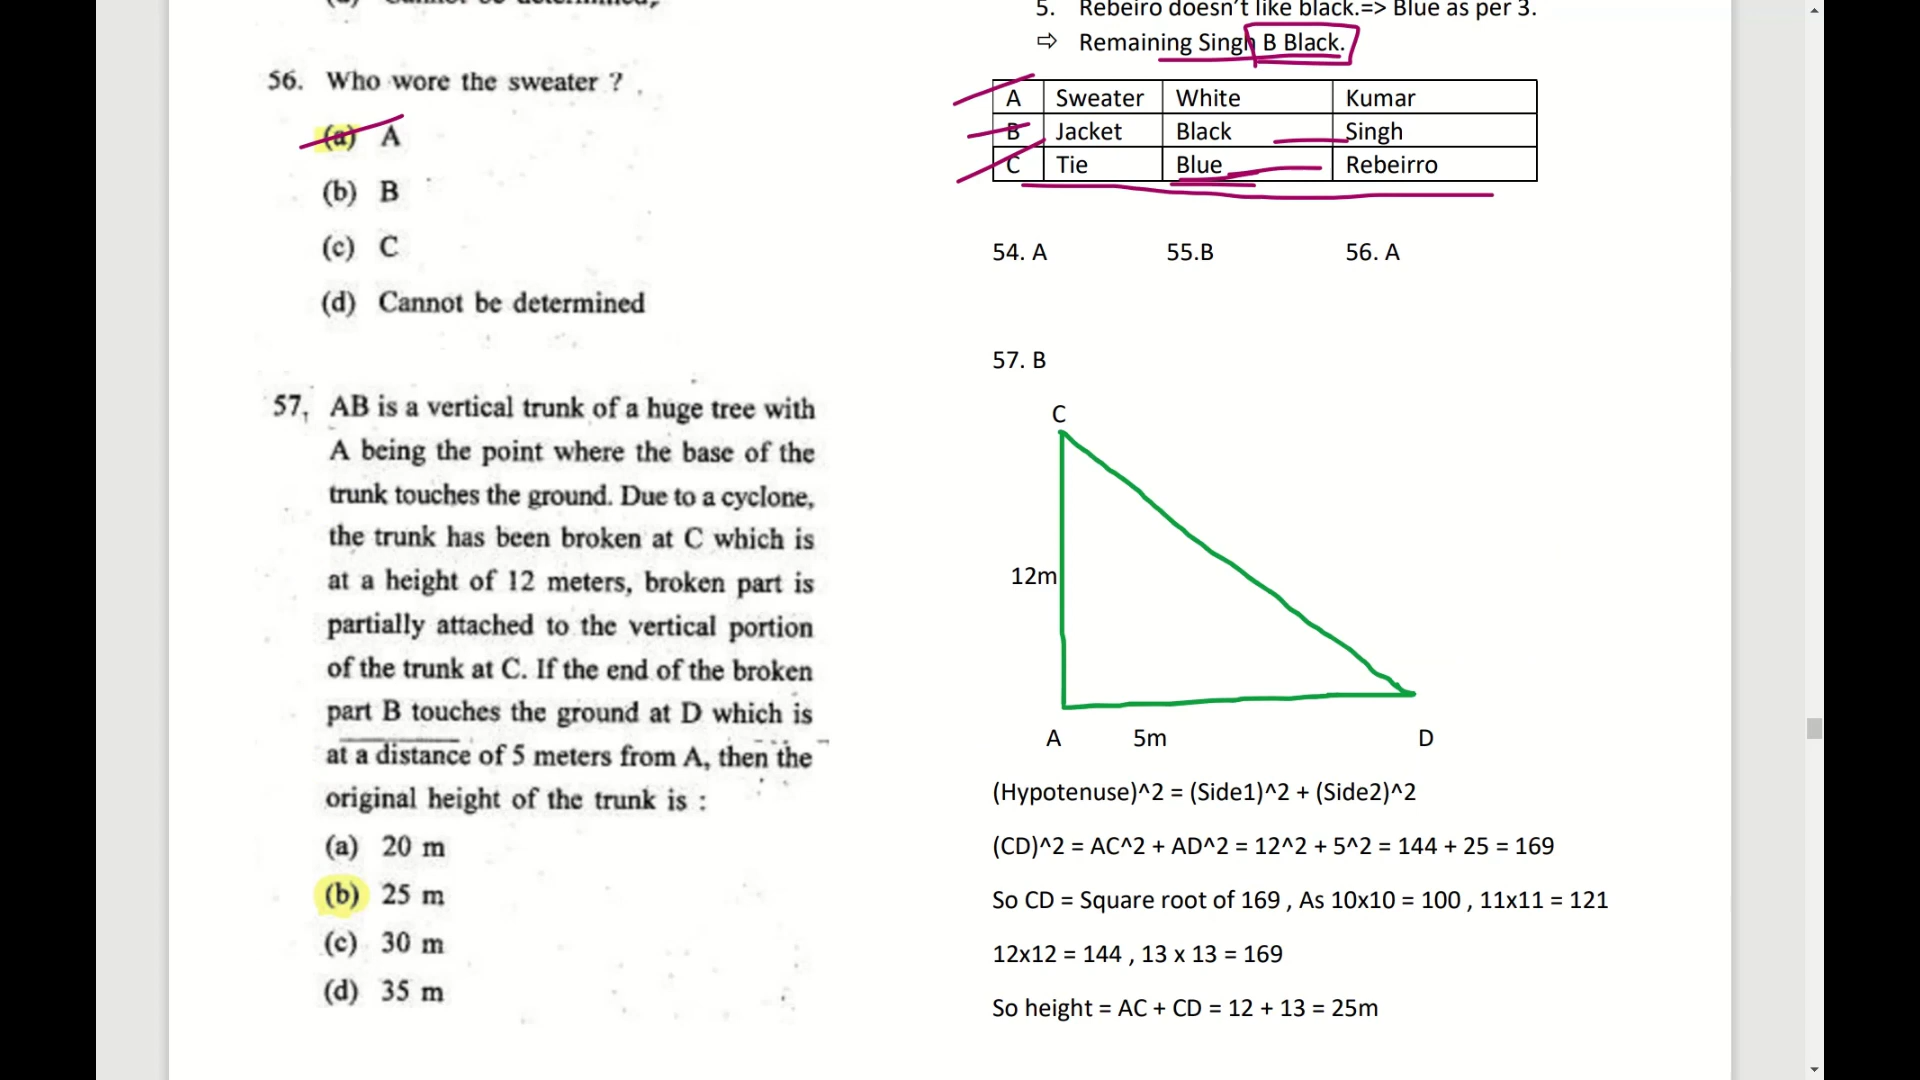 (d) Cannot be determined,
56. Who wore the sweater ?
(a) A
(b) B
(c) C
(d) Cannot be determined
57. AB is a vertical trunk of a huge tree with
A being the point where the base of the
trunk touches the ground. Due to a cyclone,
the trunk has been broken at C which is
at a height of 12 meters, broken part is
partially attached to the vertical portion
of the trunk at C. If the end of the broken
part B touches the ground at D which is
at a distance of 5 meters from A, then the
original height of the trunk is :
(a) 20 m
(b) 25 m
(c) 30 m
(d) 35 m
5. Rebeiro doesn't like black.=> Blue as per 3.
⇨ Remaining Singh B Black.
A Sweater White Kumar
B Jacket Black Singh
C Tie Blue Rebeirro
54. A 55.B 56. A
57. B
C
12m
A 5m D
(Hypotenuse)^2 = (Side1)^2 + (Side2)^2
(CD)^2 = AC^2 + AD^2 = 12^2 + 5^2 = 144 + 25 = 169
So CD = Square root of 169 , As 10x10 = 100 , 11x11 = 121
12x12 = 144 , 13 x 13 = 169
So height = AC + CD = 12 + 13 = 25m